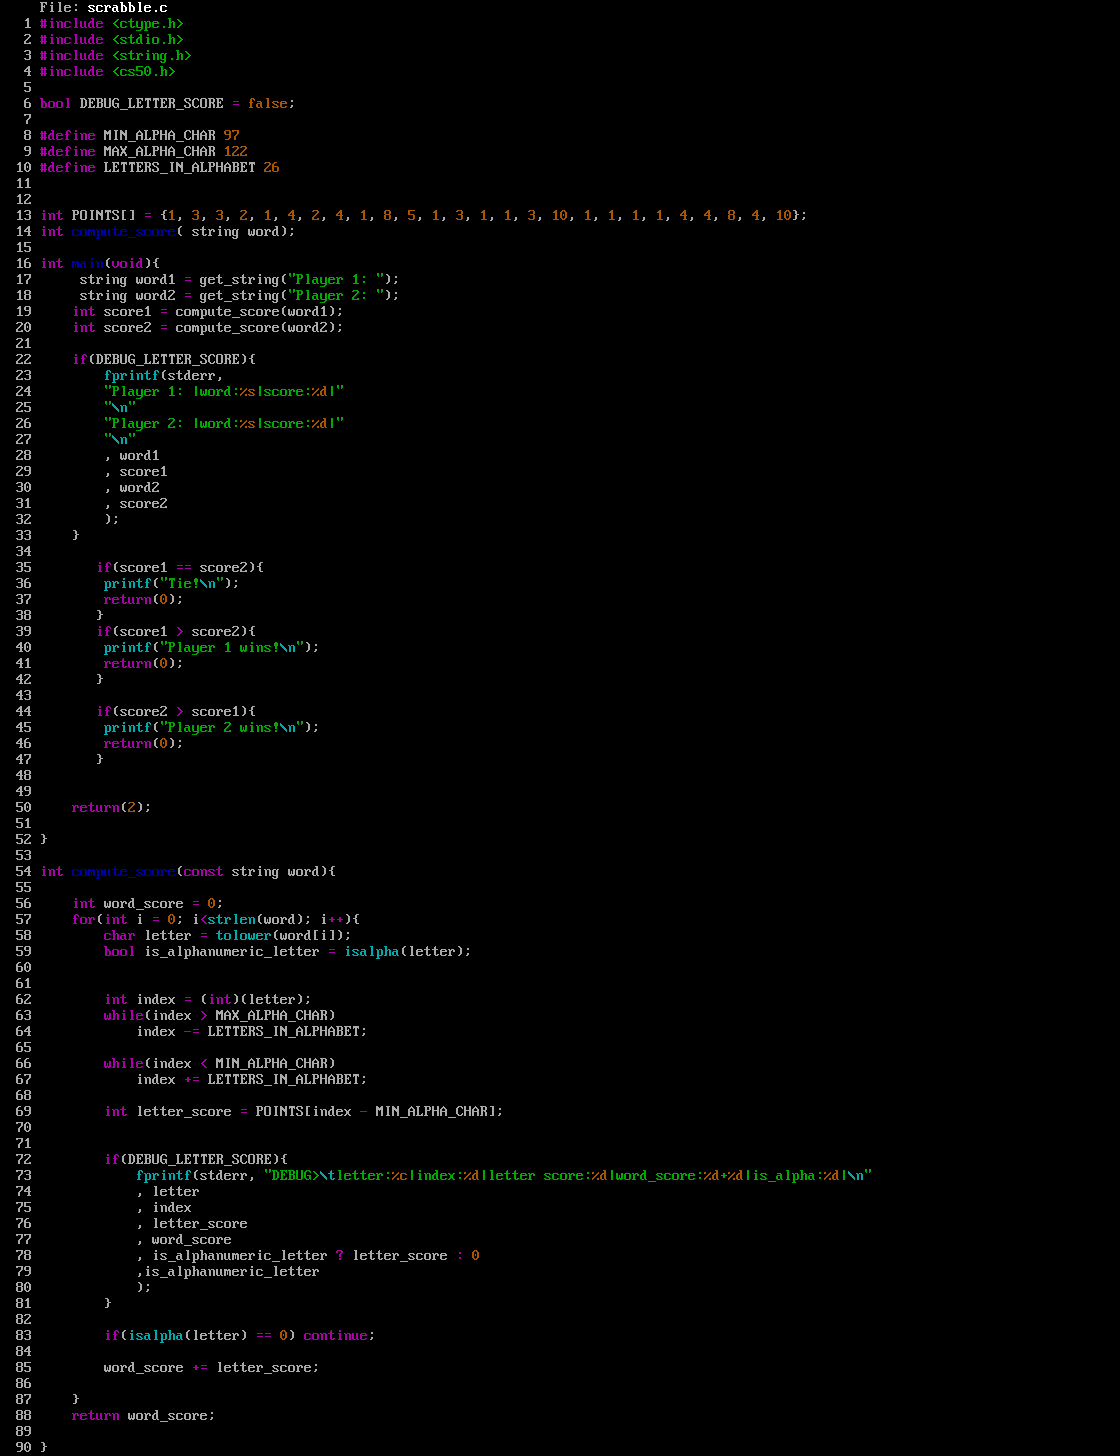 File: scrabble.c
1 #include <ctype.h>
2 #include <stdio.h>
3 #include <string.h>
4 #include <cs50.h>
5
6 bool DEBUG_LETTER_SCORE = false;
7
8 #define MIN_ALPHA_CHAR 97
9 #define MAX_ALPHA_CHAR 122
10 #define LETTERS_IN_ALPHABET 26
11
12
13 int POINTS[] = {1, 3, 3, 2, 1, 4, 2, 4, 1, 8, 5, 1, 3, 1, 1, 3, 10, 1, 1, 1, 1, 4, 4, 8, 4, 10};
14 int compute_score( string word);
15
16 int main(void){
17      string word1 = get_string("Player 1: ");
18      string word2 = get_string("Player 2: ");
19     int score1 = compute_score(word1);
20     int score2 = compute_score(word2);
21
22     if(DEBUG_LETTER_SCORE){
23         fprintf(stderr,
24         "Player 1: |word:%s|score:%d|"
25         "\n"
26         "Player 2: |word:%s|score:%d|"
27         "\n"
28         , word1
29         , score1
30         , word2
31         , score2
32         );
33     }
34
35        if(score1 == score2){
36         printf("Tie!\n");
37         return(0);
38        }
39        if(score1 > score2){
40         printf("Player 1 wins!\n");
41         return(0);
42        }
43
44        if(score2 > score1){
45         printf("Player 2 wins!\n");
46         return(0);
47        }
48
49
50     return(2);
51
52 }
53
54 int compute_score(const string word){
55
56     int word_score = 0;
57     for(int i = 0; i<strlen(word); i++){
58         char letter = tolower(word[i]);
59         bool is_alphanumeric_letter = isalpha(letter);
60
61
62         int index = (int)(letter);
63         while(index > MAX_ALPHA_CHAR)
64             index -= LETTERS_IN_ALPHABET;
65
66         while(index < MIN_ALPHA_CHAR)
67             index += LETTERS_IN_ALPHABET;
68
69         int letter_score = POINTS[index - MIN_ALPHA_CHAR];
70
71
72         if(DEBUG_LETTER_SCORE){
73             fprintf(stderr, "DEBUG>\tletter:%c|index:%d|letter score:%d|word_score:%d+%d|is_alpha:%d|\n"
74             , letter
75             , index
76             , letter_score
77             , word_score
78             , is_alphanumeric_letter ? letter_score : 0
79             ,is_alphanumeric_letter
80             );
81         }
82
83         if(isalpha(letter) == 0) continue;
84
85         word_score += letter_score;
86
87     }
88     return word_score;
89
90 }